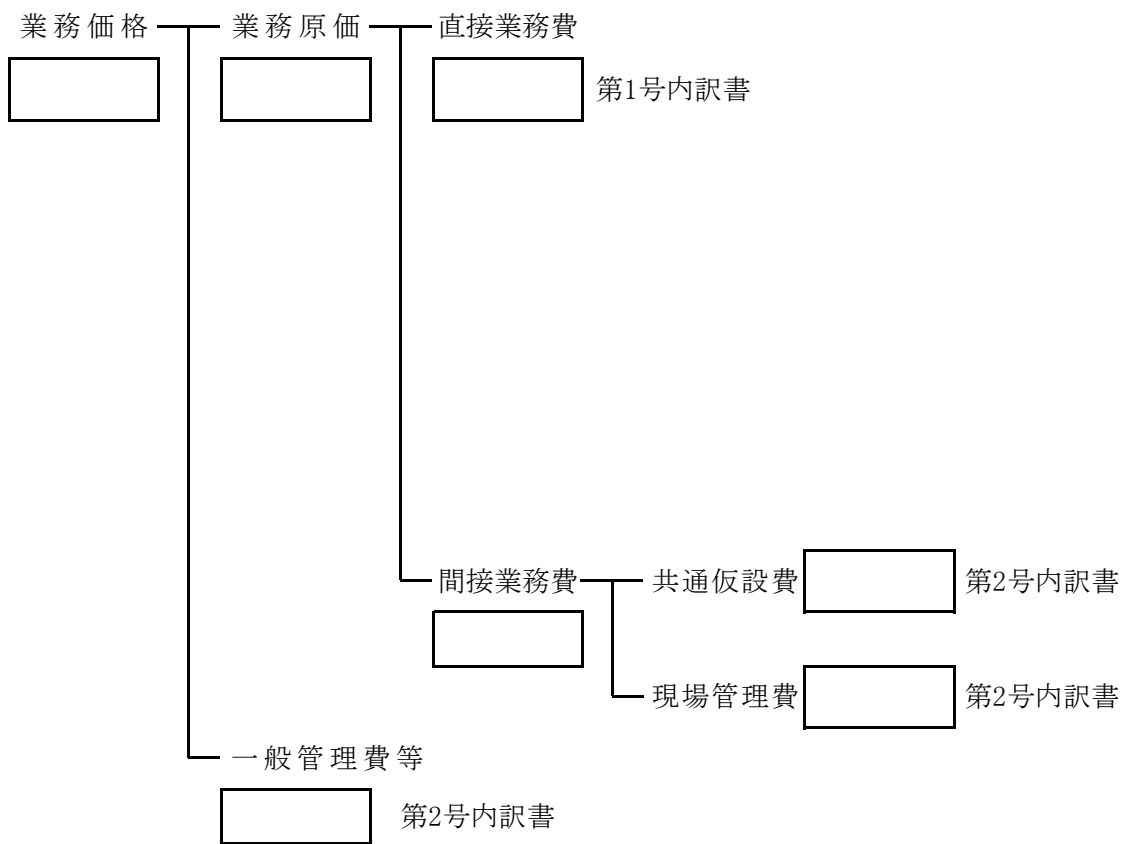 業務価格 業務原価 直接業務費
第1号内訳書
間接業務費 共通仮設費 第2号内訳書
現場管理費 第2号内訳書
一般管理費等
第2号内訳書